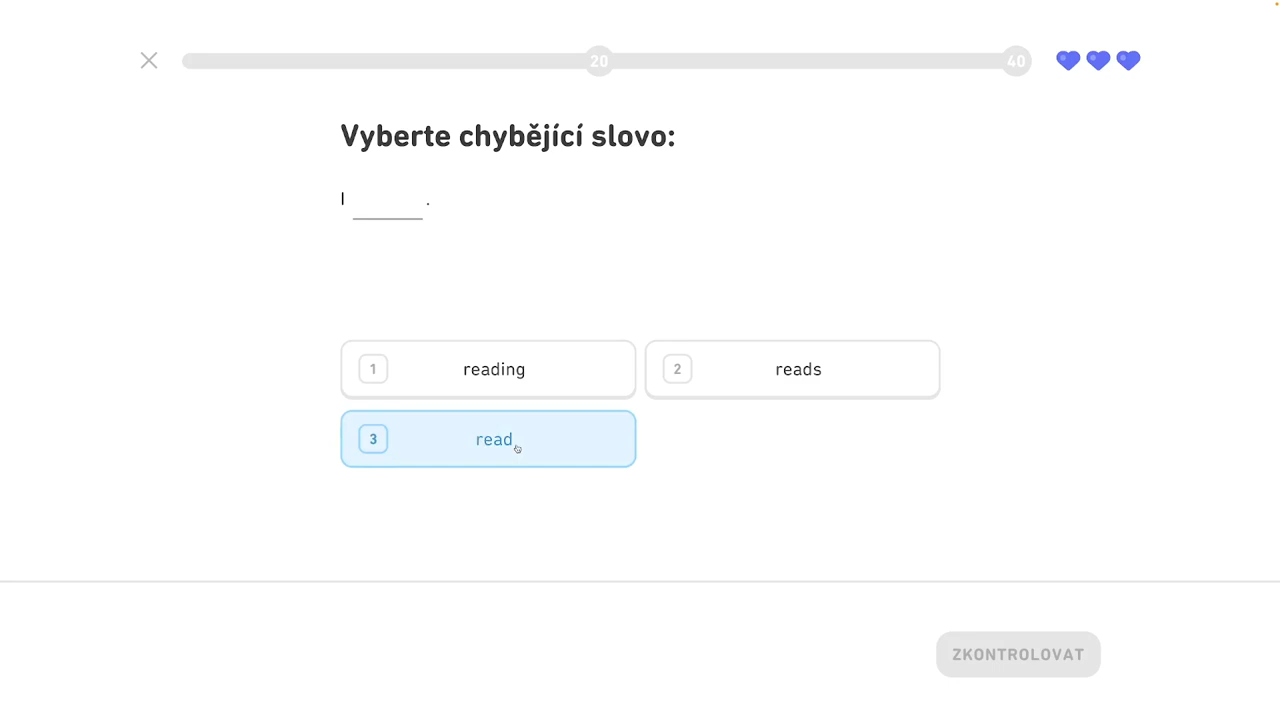 20
40
Vyberte chybějící slovo:
I ______ .
1 reading
2 reads
3 read
ZKONTROLOVAT